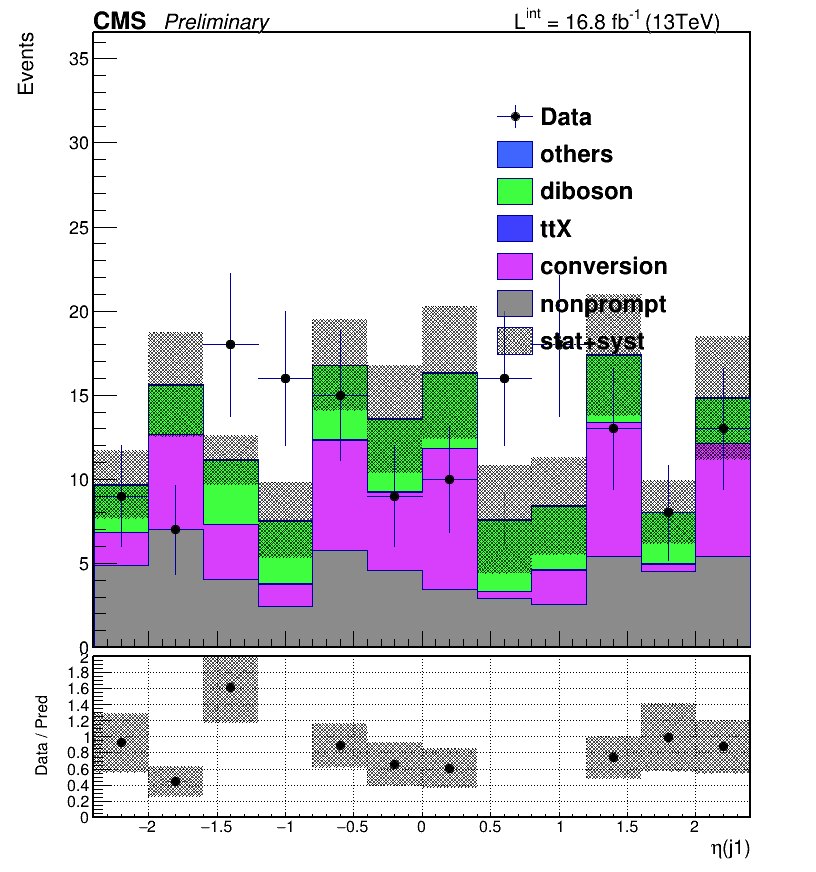 CMS Preliminary L^int = 16.8 fb^-1 (13TeV)
Events
35
30
25
20
15
10
5
0
Data
others
diboson
ttX
conversion
nonprompt
stat+syst
Data / Pred
2
1.8
1.6
1.4
1.2
1
0.8
0.6
0.4
0.2
0
−2 −1.5 −1 −0.5 0 0.5 1 1.5 2
η(j1)